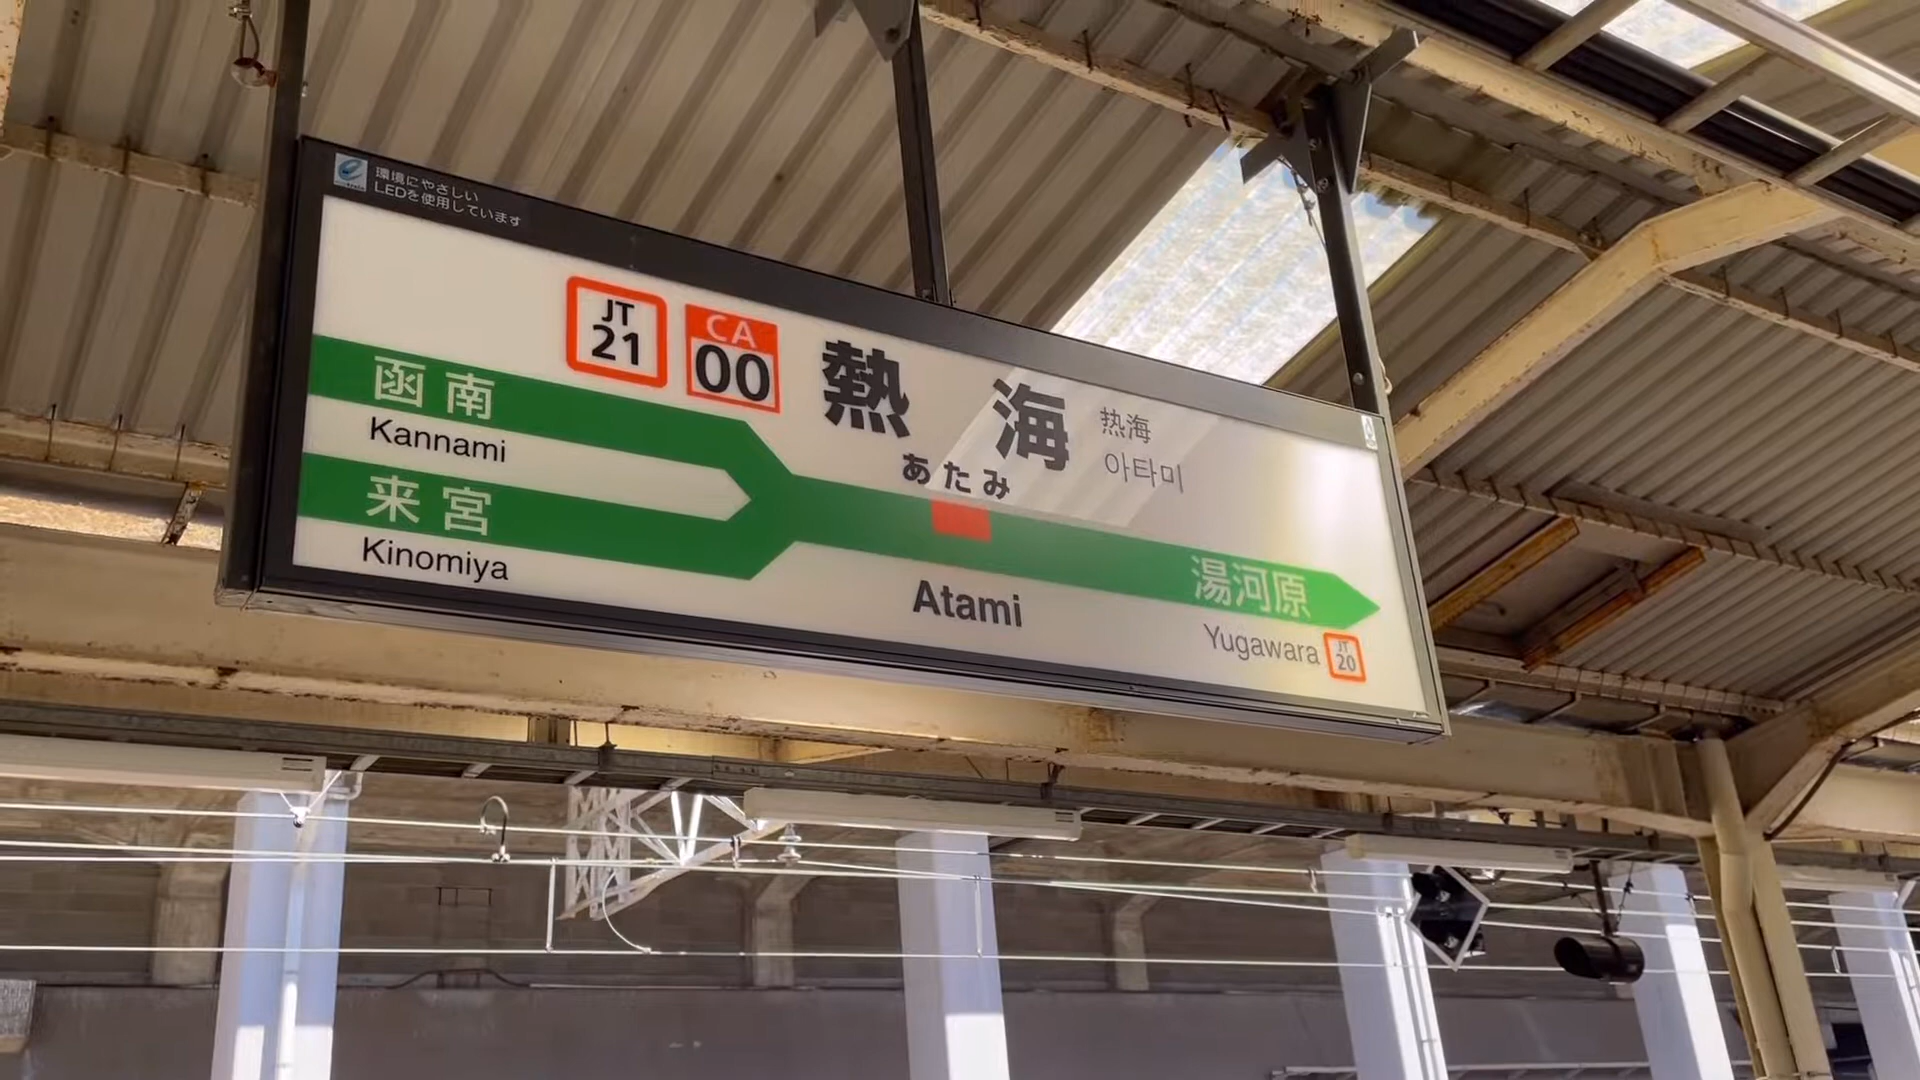 環境にやさしい
LEDを使用しています
JT
21
CA
00
熱海
热海
아타미
あたみ
Atami
函南
Kannami
来宮
Kinomiya
湯河原
Yugawara
JT
20